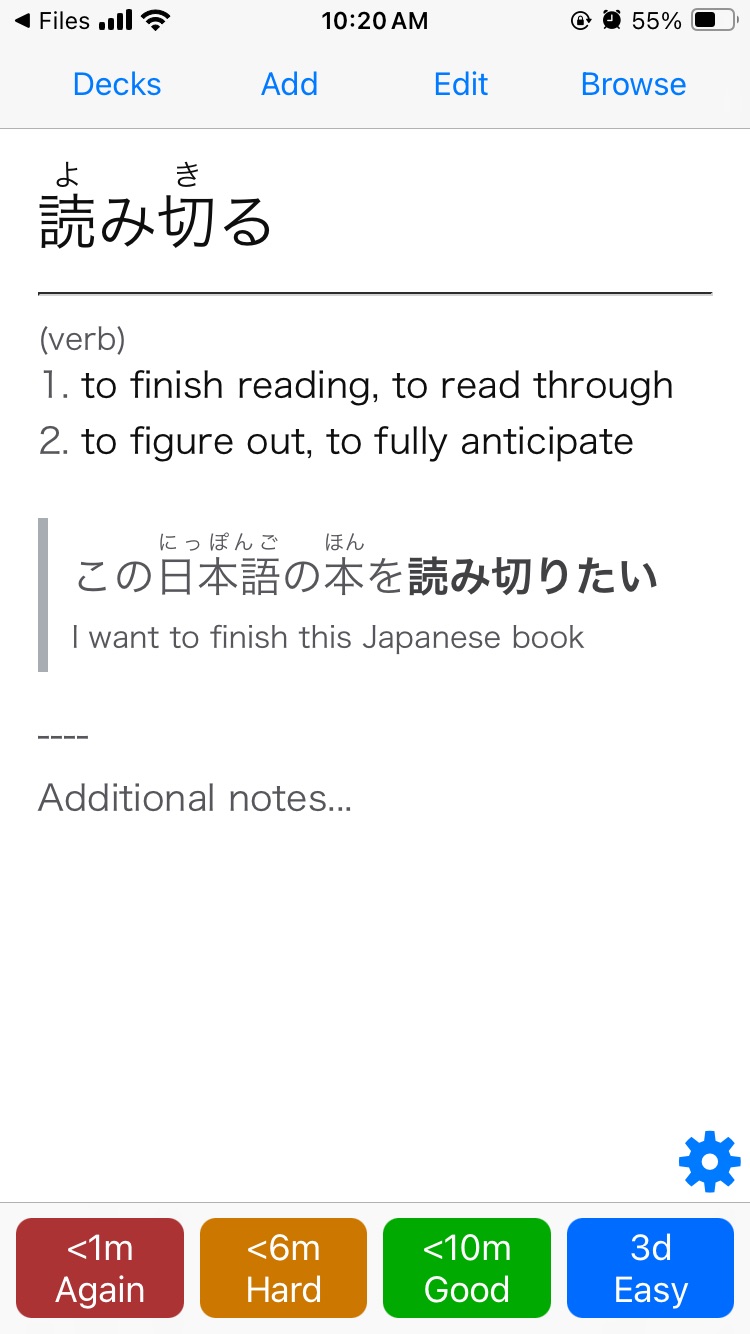 ◀ Files 10:20 AM 55%
Decks Add Edit Browse
よ き
読み切る
(verb)
1. to finish reading, to read through
2. to figure out, to fully anticipate
にっぽんご ほん
この日本語の本を読み切りたい
I want to finish this Japanese book
----
Additional notes...
<1m <6m <10m 3d
Again Hard Good Easy